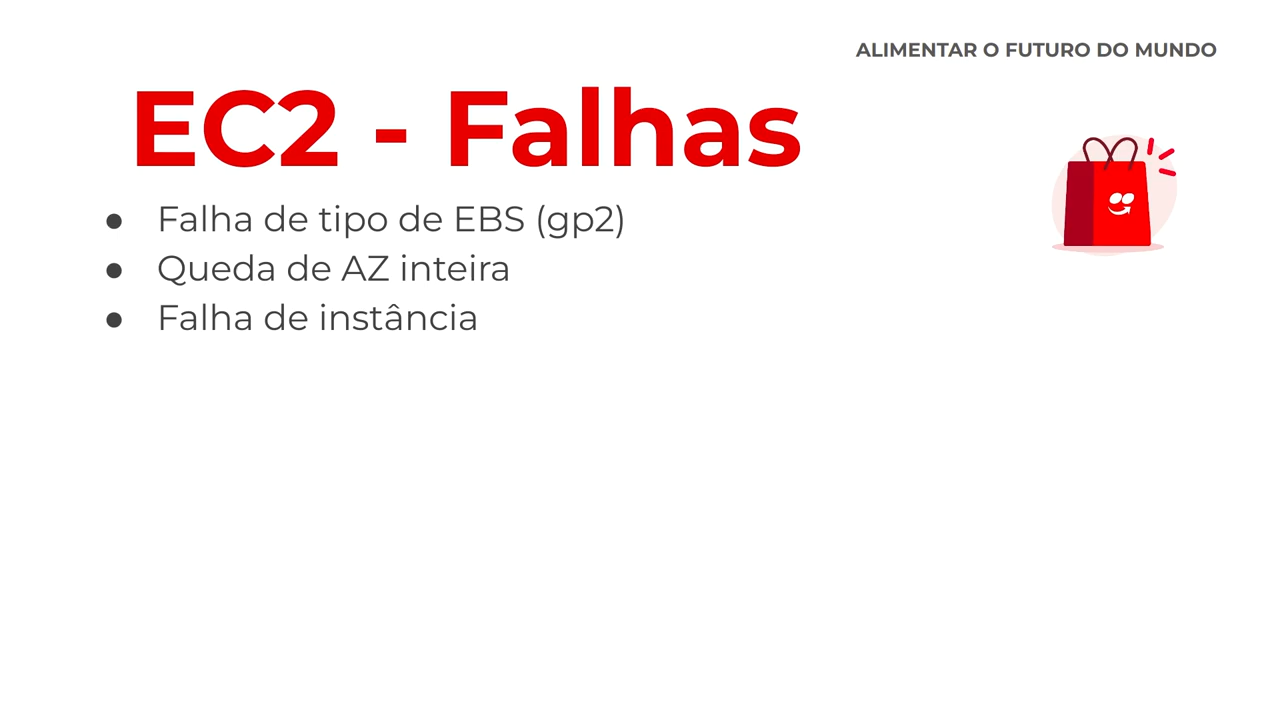 ALIMENTAR O FUTURO DO MUNDO
EC2 - Falhas
● Falha de tipo de EBS (gp2)
● Queda de AZ inteira
● Falha de instância